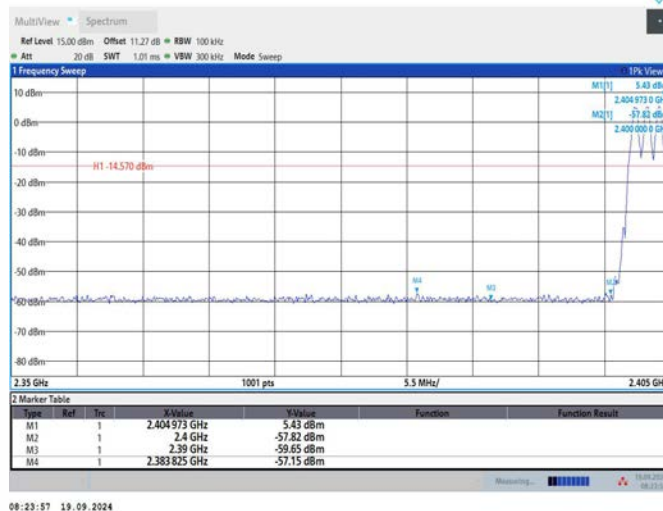 MultiView Spectrum
Ref Level 15.00 dBm Offset 11.27 dB RBW 100 kHz
Att 20 dB SWT 1.01 ms VBW 300 kHz Mode Sweep
1 Frequency Sweep 1Pk View
M1[1] 5.43 dBm
2.404 973 0 GHz
M2[1] -57.82 dBm
2.400 000 0 GHz
10 dBm
0 dBm
-10 dBm
H1 -14.570 dBm
-20 dBm
-30 dBm
-40 dBm
-50 dBm
M4 M3 M2
-60 dBm
-70 dBm
-80 dBm
2.35 GHz 1001 pts 5.5 MHz/ 2.405 GHz
2 Marker Table
Type Ref Trc X-Value Y-Value Function Function Result
M1 1 2.404 973 GHz 5.43 dBm
M2 1 2.4 GHz -57.82 dBm
M3 1 2.39 GHz -59.65 dBm
M4 1 2.383 825 GHz -57.15 dBm
Measuring...
08:23:57 19.09.2024